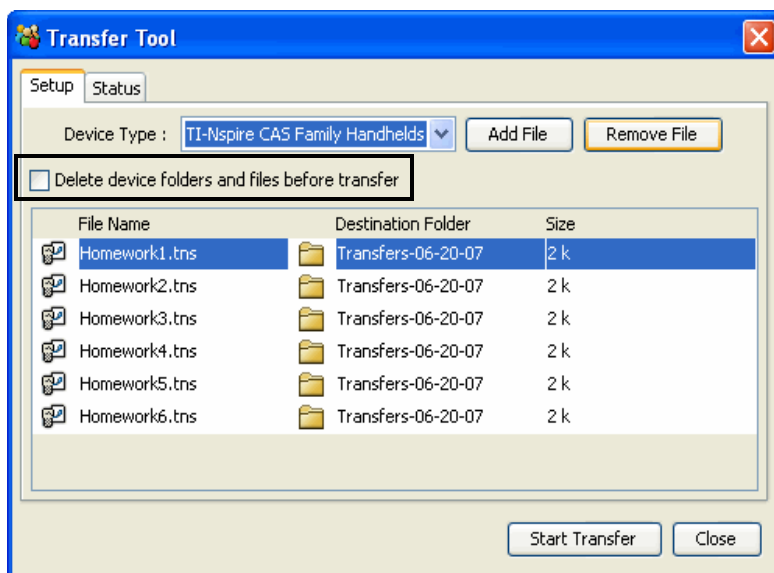 Transfer Tool
Setup Status
Device Type : TI-Nspire CAS Family Handhelds Add File Remove File
Delete device folders and files before transfer
File Name Destination Folder Size
Homework1.tns Transfers-06-20-07 2 k
Homework2.tns Transfers-06-20-07 2 k
Homework3.tns Transfers-06-20-07 2 k
Homework4.tns Transfers-06-20-07 2 k
Homework5.tns Transfers-06-20-07 2 k
Homework6.tns Transfers-06-20-07 2 k
Start Transfer Close